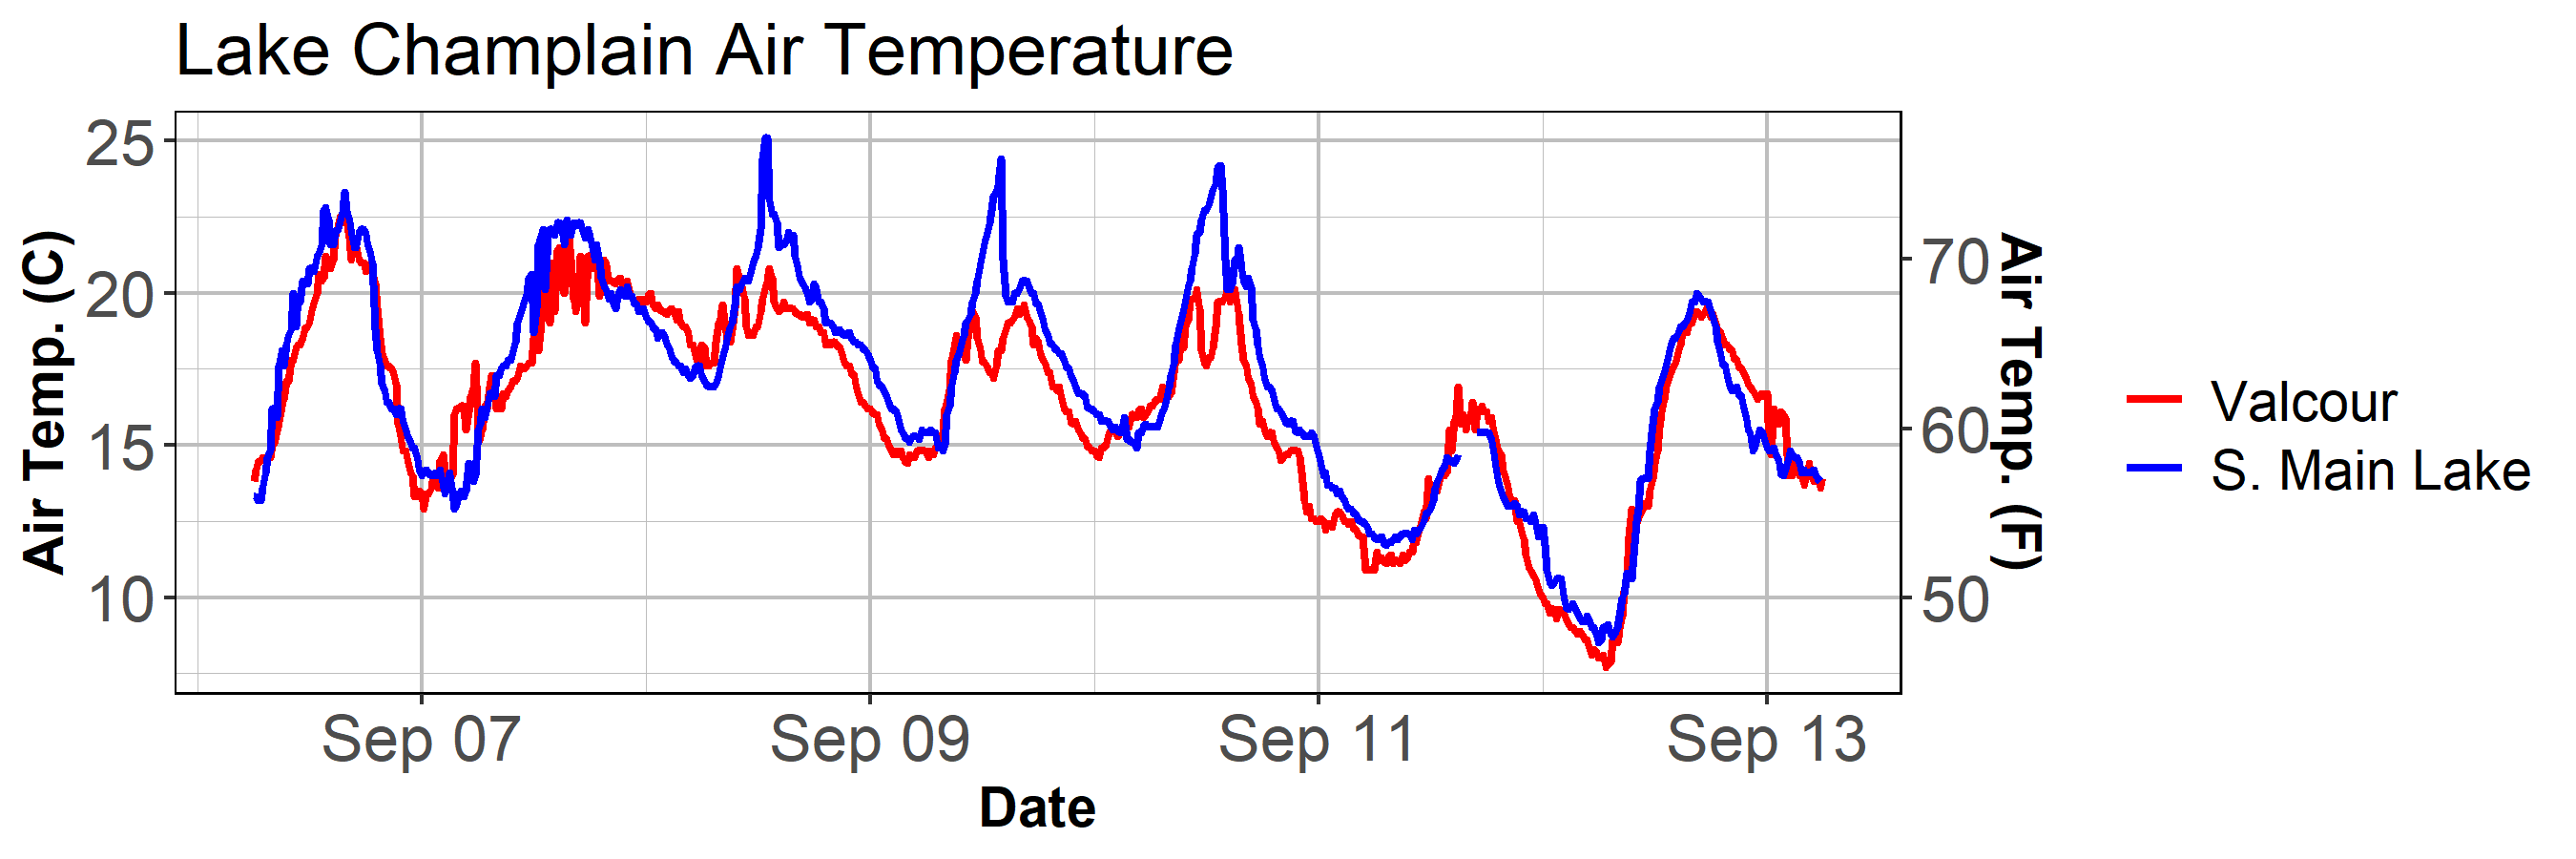 Lake Champlain Air Temperature
Air Temp. (C)
25
20
15
10
70
60
50
Air Temp. (F)
Sep 07
Sep 09
Sep 11
Sep 13
Date
Valcour
S. Main Lake